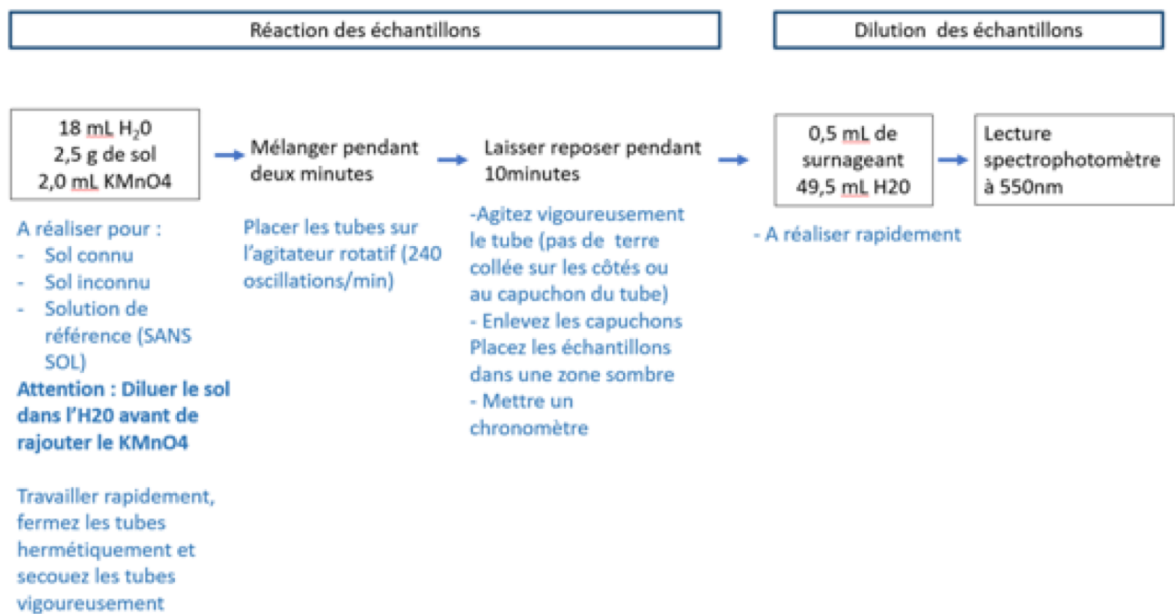 Réaction des échantillons
Dilution des échantillons
18 mL H₂0
2,5 g de sol
2,0 mL KMnO4
Mélanger pendant
deux minutes
Laisser reposer pendant
10minutes
0,5 mL de
surnageant
49,5 mL H20
Lecture
spectrophotomètre
à 550nm
A réaliser pour :
- Sol connu
- Sol inconnu
- Solution de
référence (SANS
SOL)
Attention : Diluer le sol
dans l'H20 avant de
rajouter le KMnO4
Travailler rapidement,
fermez les tubes
hermétiquement et
secouez les tubes
vigoureusement
Placer les tubes sur
l'agitateur rotatif (240
oscillations/min)
-Agitez vigoureusement
le tube (pas de terre
collée sur les côtés ou
au capuchon du tube)
- Enlevez les capuchons
Placez les échantillons
dans une zone sombre
- Mettre un
chronomètre
- A réaliser rapidement